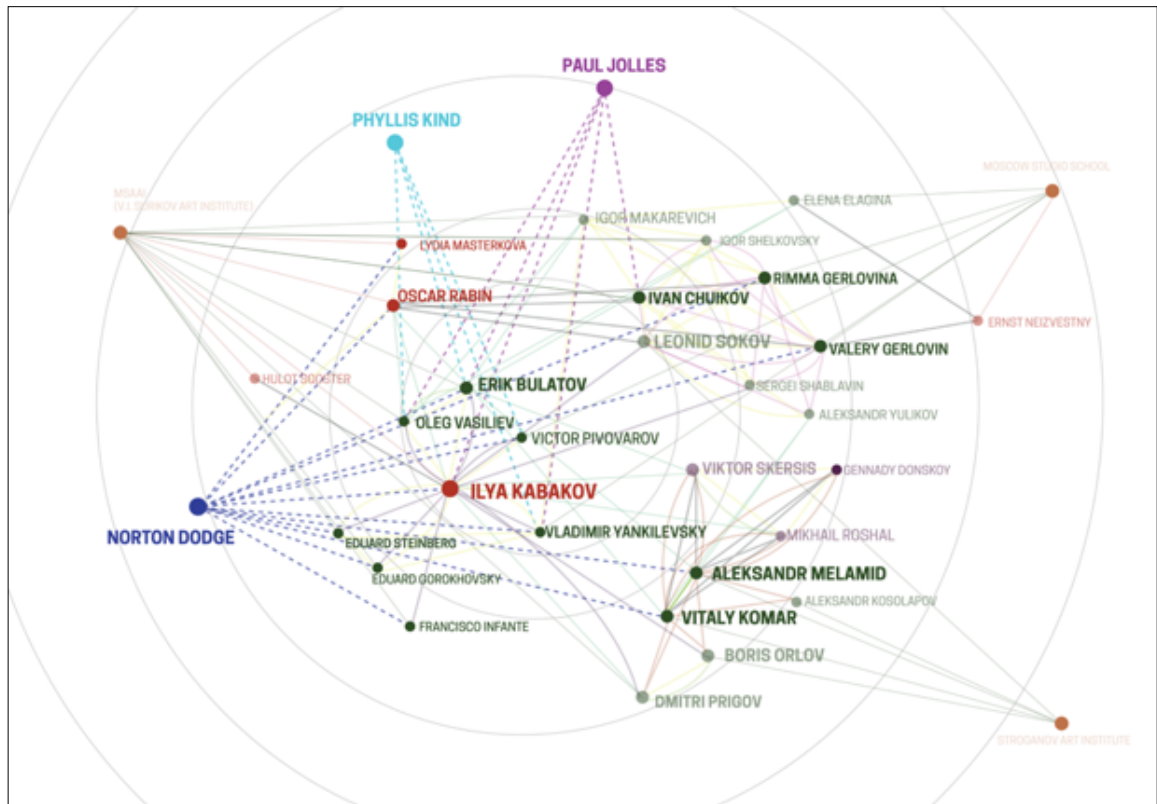 PAUL JOLLES
PHYLLIS KIND
MOSCOW STUDIO SCHOOL
MSAAI
(V.I. SURIKOV ART INSTITUTE)
ELENA ELAGINA
IGOR MAKAREVICH
IGOR SHELKOVSKY
LYDIA MASTERKOVA
RIMMA GERLOVINA
OSCAR RABIN
IVAN CHUIKOV
ERNST NEIZVESTNY
LEONID SOKOV
VALERY GERLOVIN
HULOT SOOSTER
ERIK BULATOV
SERGEI SHABLAVIN
OLEG VASILIEV
ALEKSANDR YULIKOV
VICTOR PIVOVAROV
VIKTOR SKERSIS
GENNADY DONSKOY
ILYA KABAKOV
NORTON DODGE
VLADIMIR YANKILEVSKY
MIKHAIL ROSHAL
EDUARD STEINBERG
ALEKSANDR MELAMID
EDUARD GOROKHOVSKY
ALEKSANDR KOSOLAPOV
VITALY KOMAR
FRANCISCO INFANTE
BORIS ORLOV
DMITRI PRIGOV
STROGANOV ART INSTITUTE